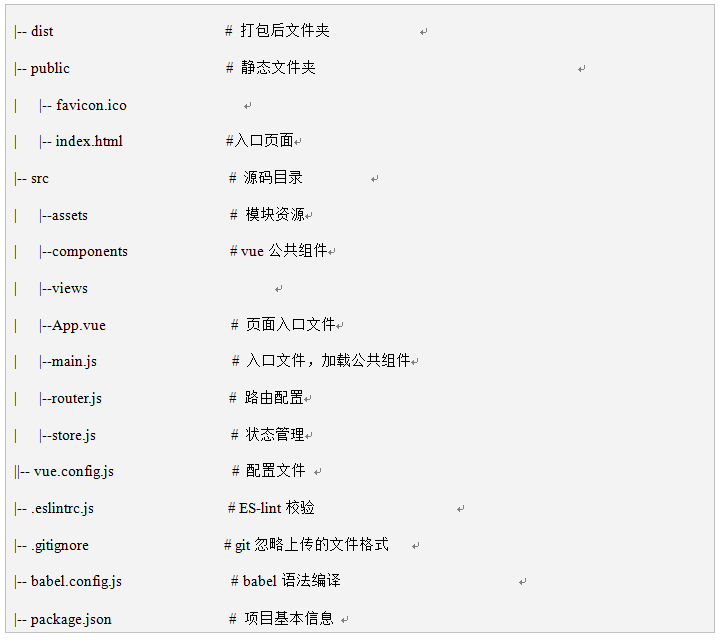 |-- dist # 打包后文件夹
|-- public # 静态文件夹
| |-- favicon.ico
| |-- index.html #入口页面
|-- src # 源码目录
| |--assets # 模块资源
| |--components # vue 公共组件
| |--views
| |--App.vue # 页面入口文件
| |--main.js # 入口文件，加载公共组件
| |--router.js # 路由配置
| |--store.js # 状态管理
||-- vue.config.js # 配置文件
|-- .eslintrc.js # ES-lint 校验
|-- .gitignore # git 忽略上传的文件格式
|-- babel.config.js # babel 语法编译
|-- package.json # 项目基本信息